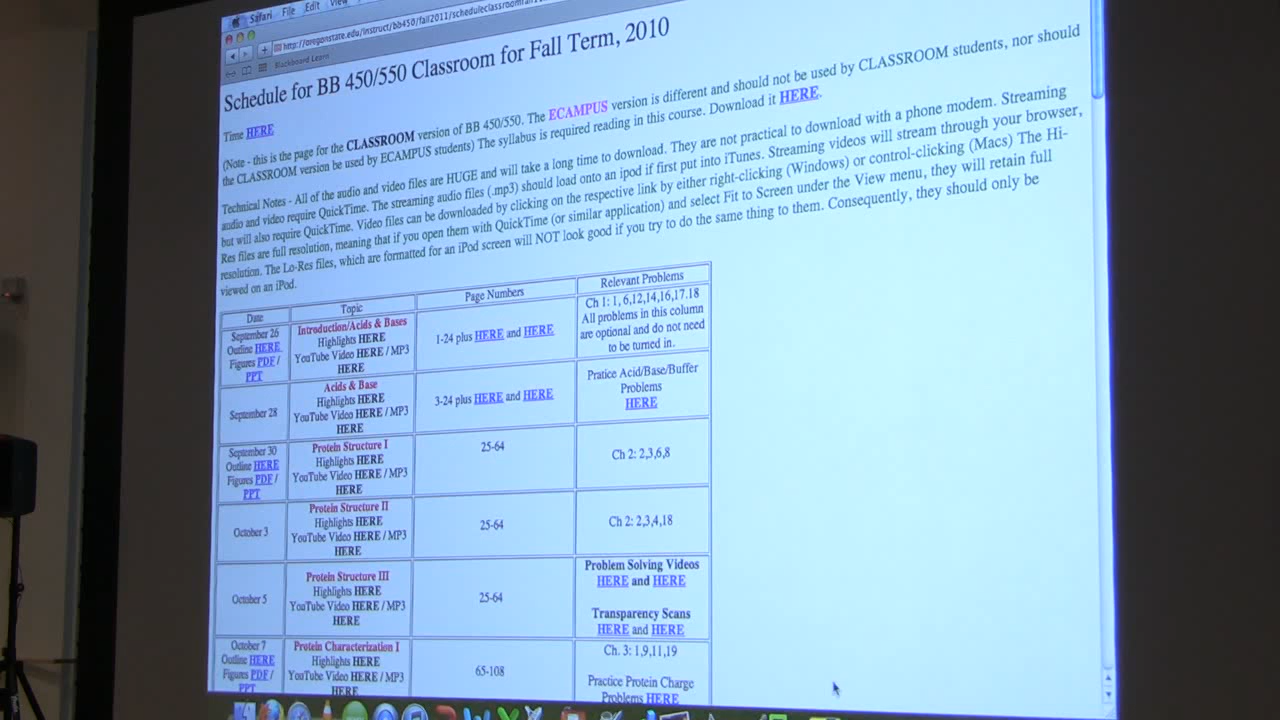 Safari File Edit View
http://oregonstate.edu/instruct/bb450/fall2011/scheduleclassroom
Blackboard Learn
Schedule for BB 450/550 Classroom for Fall Term, 2010
Time HERE
(Note - this is the page for the CLASSROOM version of BB 450/550. The ECAMPUS version is different and should not be used by CLASSROOM students, nor should
the CLASSROOM version be used by ECAMPUS students) The syllabus is required reading in this course. Download it HERE.
Technical Notes - All of the audio and video files are HUGE and will take a long time to download. They are not practical to download with a phone modem. Streaming
audio and video require QuickTime. The streaming audio files (.mp3) should load onto an ipod if first put into iTunes. Streaming videos will stream through your browser,
but will also require QuickTime. Video files can be downloaded by clicking on the respective link by either right-clicking (Windows) or control-clicking (Macs) The Hi-
Res files are full resolution, meaning that if you open them with QuickTime (or similar application) and select Fit to Screen under the View menu, they will retain full
resolution. The Lo-Res files, which are formatted for an iPod screen will NOT look good if you try to do the same thing to them. Consequently, they should only be
viewed on an iPod.
Date Topic Page Numbers Relevant Problems
September 26
Outline HERE
Figures PDF /
PPT
Introduction/Acids & Bases
Highlights HERE
YouTube Video HERE / MP3
HERE
1-24 plus HERE and HERE
Ch 1: 1, 6,12,14,16,17.18
All problems in this column
are optional and do not need
to be turned in.
September 28
Acids & Base
Highlights HERE
YouTube Video HERE / MP3
HERE
3-24 plus HERE and HERE
Pratice Acid/Base/Buffer
Problems
HERE
September 30
Outline HERE
Figures PDF /
PPT
Protein Structure I
Highlights HERE
YouTube Video HERE / MP3
HERE
25-64
Ch 2: 2,3,6,8
October 3
Protein Structure II
Highlights HERE
YouTube Video HERE / MP3
HERE
25-64
Ch 2: 2,3,4,18
October 5
Protein Structure III
Highlights HERE
YouTube Video HERE / MP3
HERE
25-64
Problem Solving Videos
HERE and HERE
Transparency Scans
HERE and HERE
October 7
Outline HERE
Figures PDF /
PPT
Protein Characterization I
Highlights HERE
YouTube Video HERE / MP3
HERE
65-108
Ch. 3: 1,9,11,19
Practice Protein Charge
Problems HERE